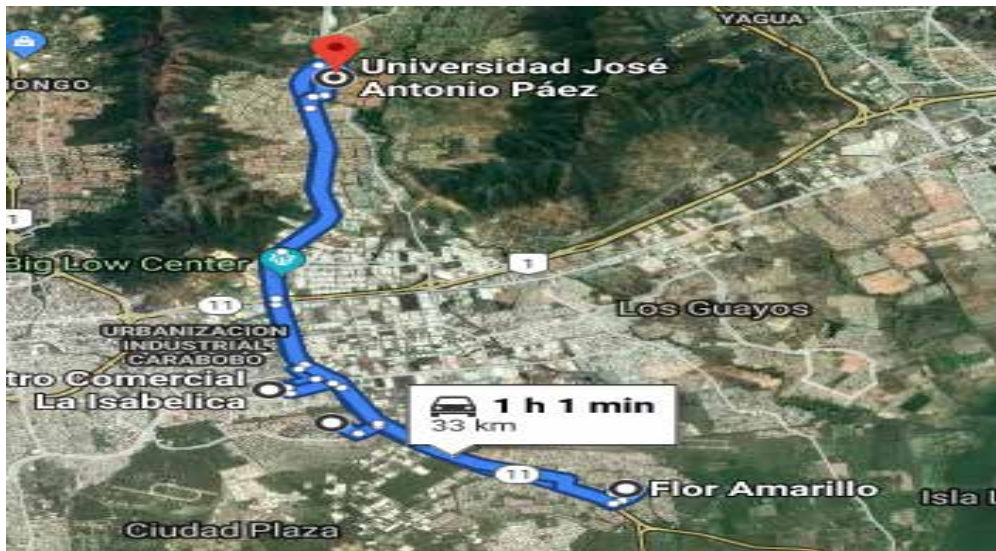 YAGUA
Universidad José
Antonio Páez
ONGO
1
Big Low Center
1
11
Los Guayos
URBANIZACION
INDUSTRIAL
CARABOBO
tro Comercial
La Isabelica
1 h 1 min
33 km
11
Flor Amarillo
Isla L
Ciudad Plaza